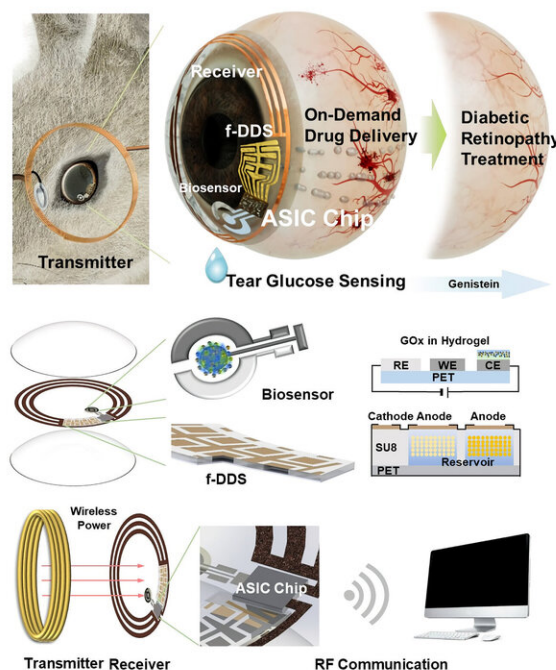 Receiver
f-DDS
Biosensor
ASIC Chip
On-Demand
Drug Delivery
Diabetic
Retinopathy
Treatment
Transmitter
Tear Glucose Sensing
Genistein
Biosensor
GOx in Hydrogel
RE WE CE
PET
f-DDS
Cathode Anode Anode
SU8
Reservoir
PET
Wireless
Power
ASIC Chip
Transmitter Receiver
RF Communication